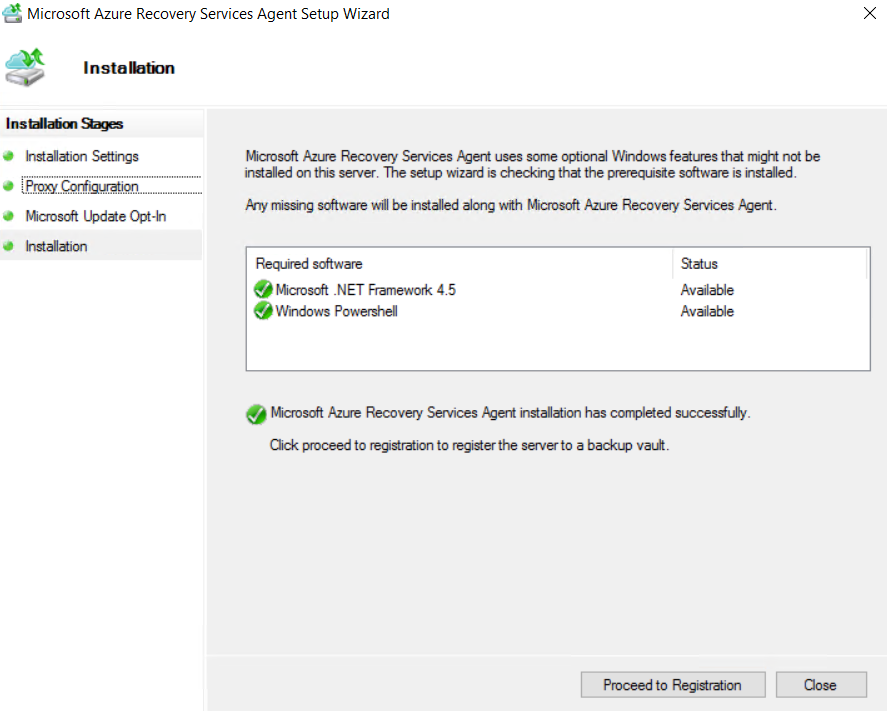 Microsoft Azure Recovery Services Agent Setup Wizard
Installation
Installation Stages
Installation Settings
Proxy Configuration
Microsoft Update Opt-In
Installation
Microsoft Azure Recovery Services Agent uses some optional Windows features that might not be
installed on this server. The setup wizard is checking that the prerequisite software is installed.
Any missing software will be installed along with Microsoft Azure Recovery Services Agent.
Required software Status
Microsoft .NET Framework 4.5 Available
Windows Powershell Available
Microsoft Azure Recovery Services Agent installation has completed successfully.
Click proceed to registration to register the server to a backup vault.
Proceed to Registration Close